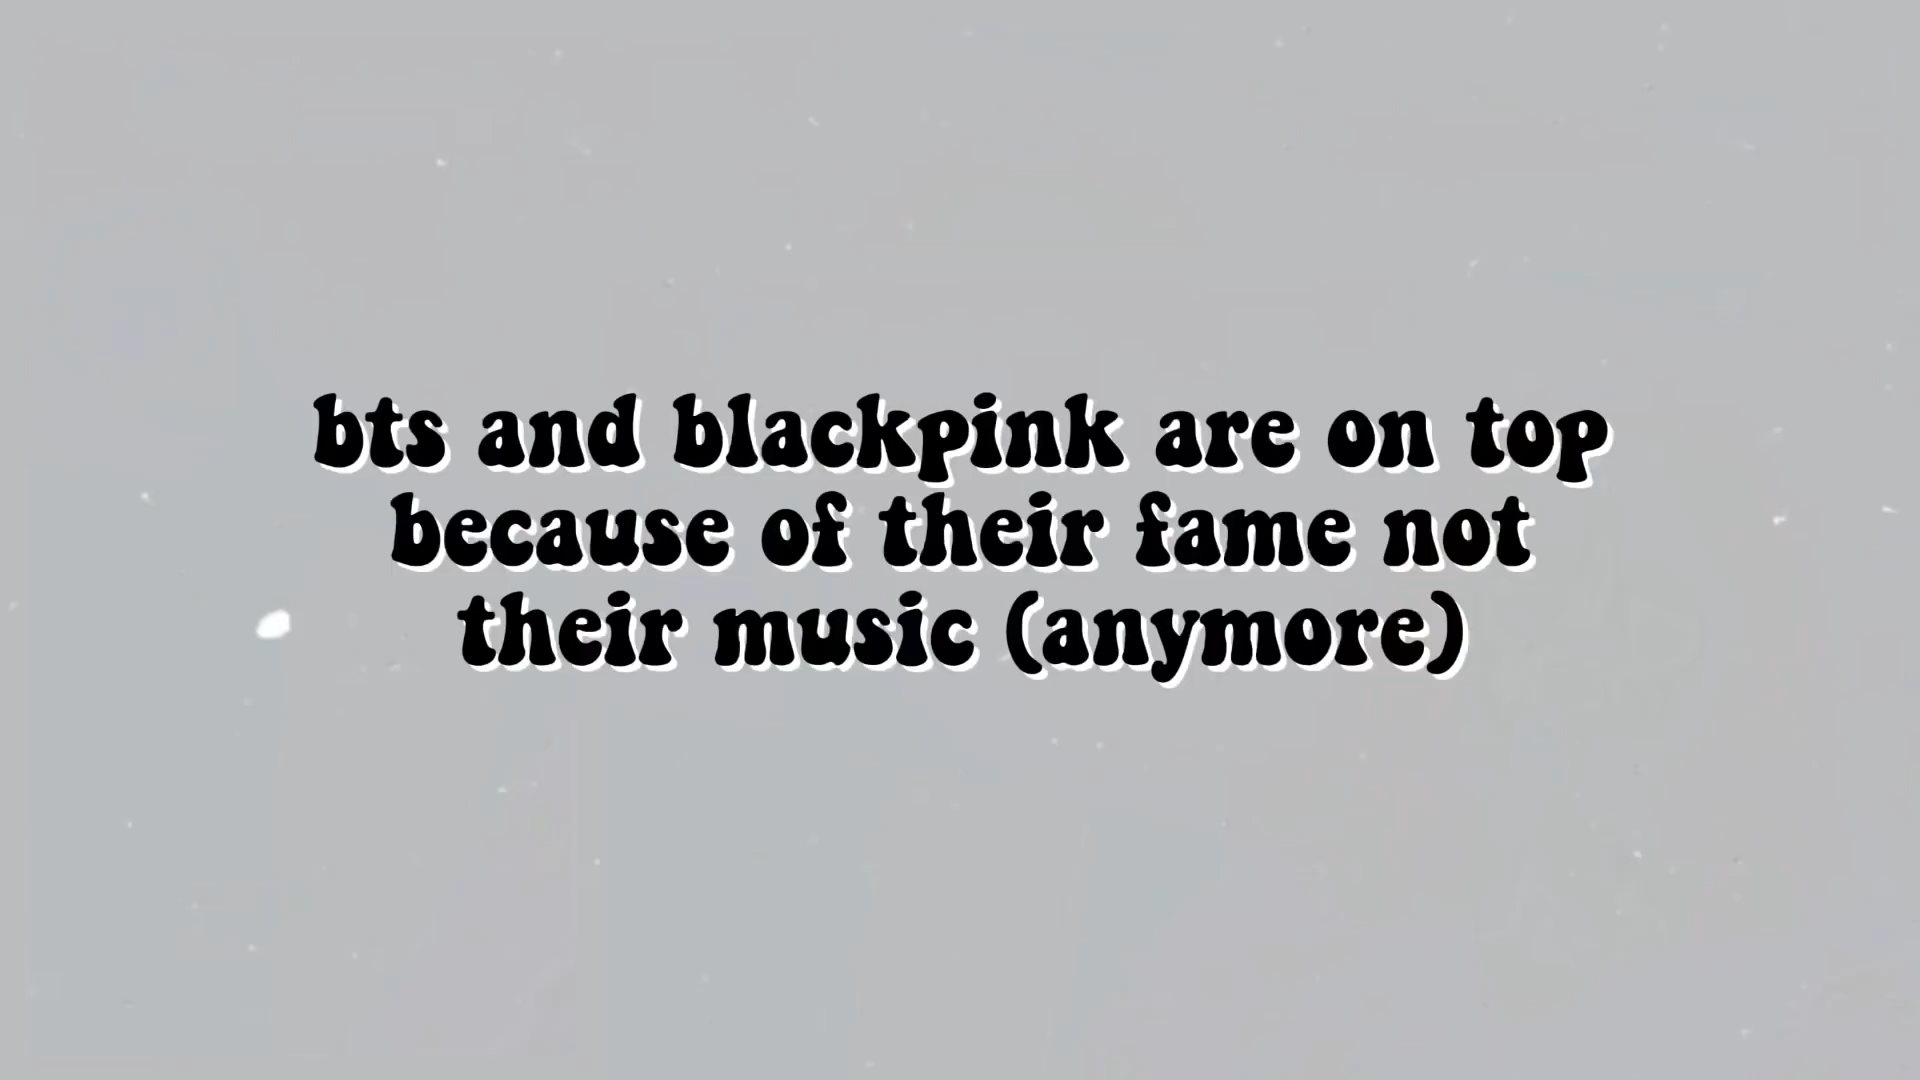 bts and blackpink are on top
because of their fame not
their music (anymore)